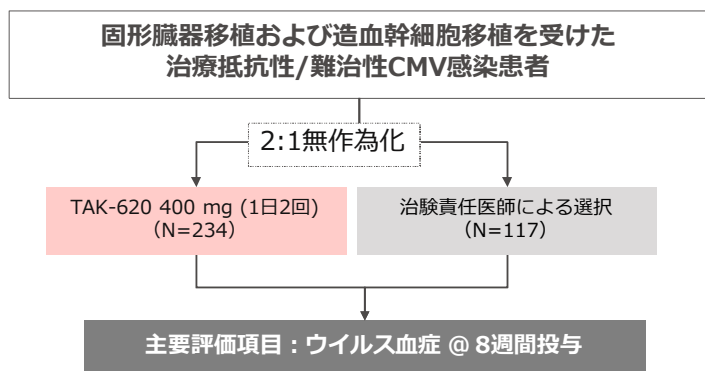 固形臓器移植および造血幹細胞移植を受けた
治療抵抗性/難治性CMV感染患者
2:1無作為化
TAK-620 400 mg (1日2回)
（N=234）
治験責任医師による選択
（N=117）
主要評価項目：ウイルス血症 @ 8週間投与